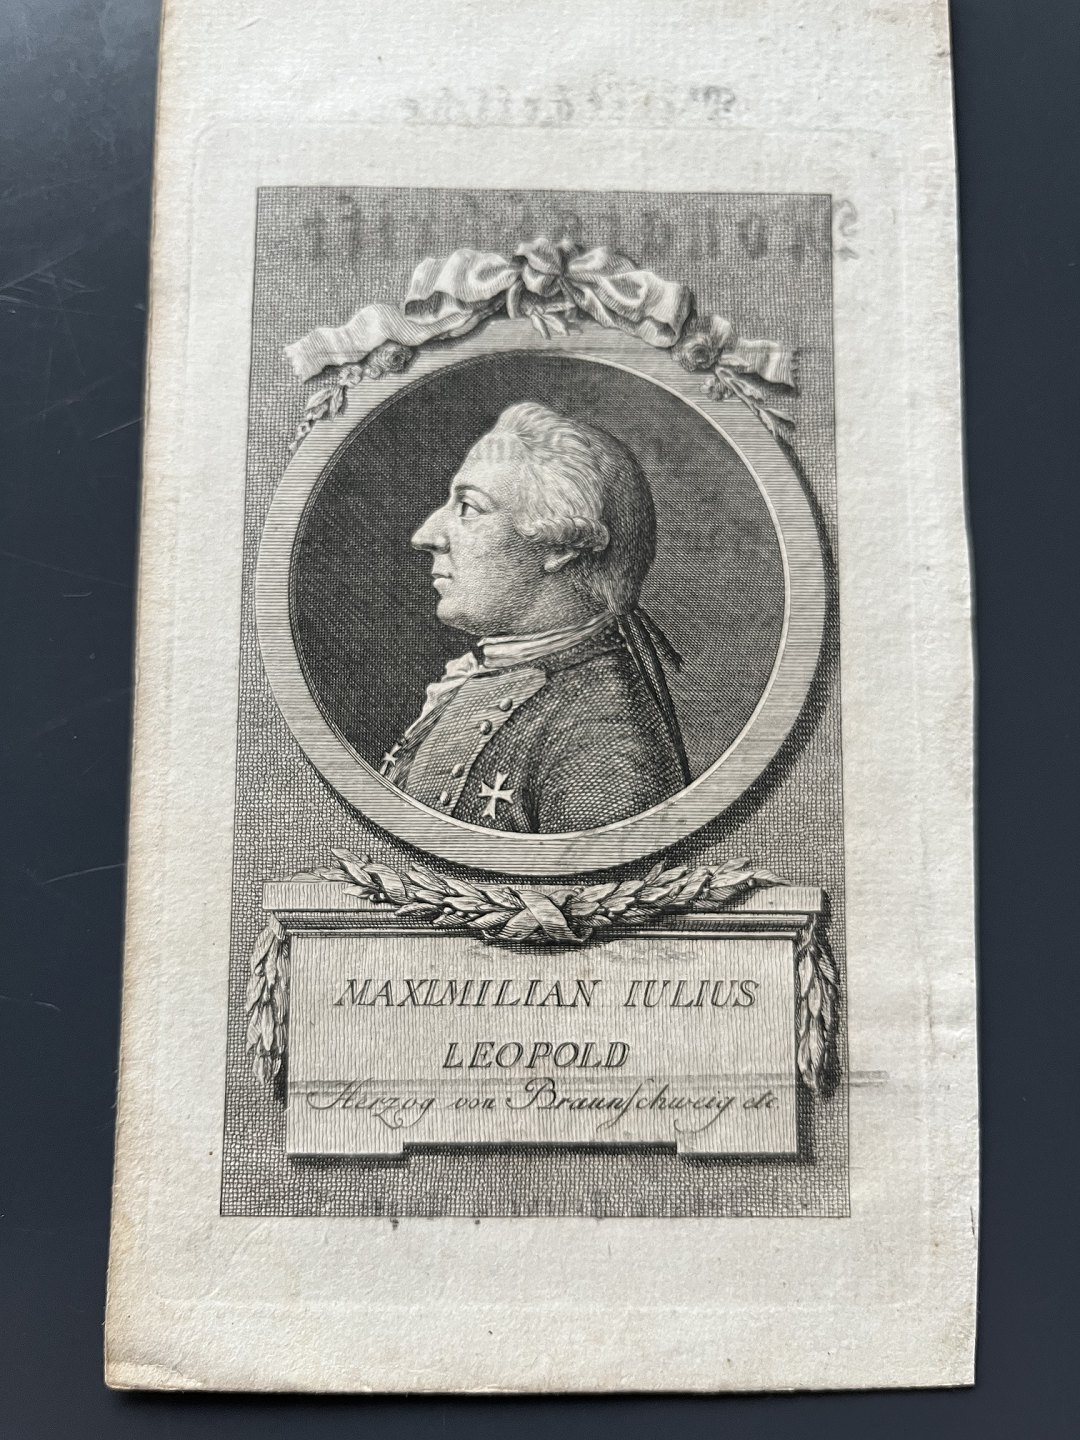 MAXIMILIAN IULIUS
LEOPOLD
Herzog von Braunſchweig etc.